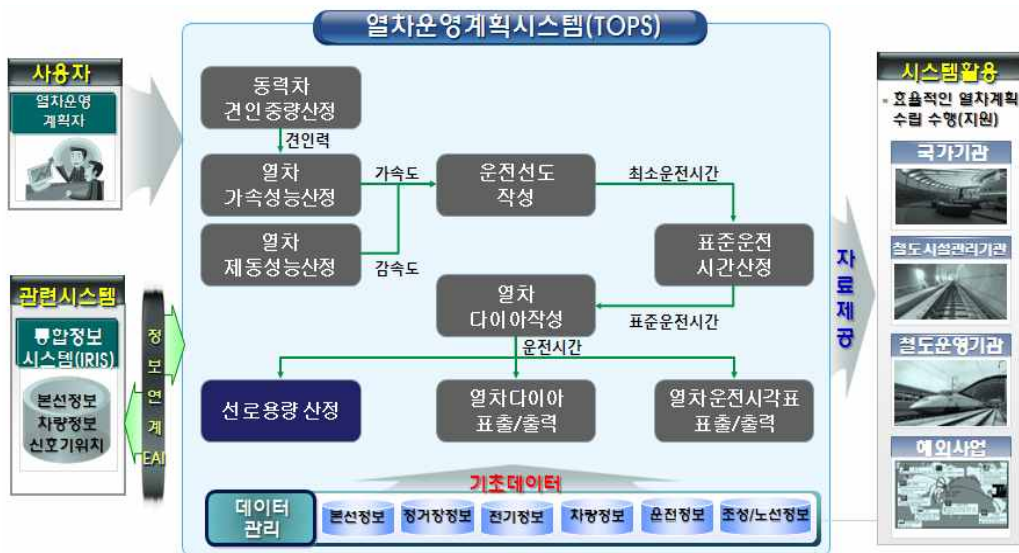 열차운영계획시스템(TOPS)
사용자
열차운영
계획자
관련시스템
통합정보
시스템(IRIS)
본선정보
차량정보
신호기위치
정보연계
EAI
동력차
견인중량산정
견인력
열차
가속성능산정
가속도
열차
제동성능산정
감속도
운전선도
작성
최소운전시간
표준운전
시간산정
표준운전시간
열차
다이아작성
운전시간
선로용량 산정
열차다이아
표출/출력
열차운전시각표
표출/출력
기초데이터
데이터
관리
본선정보
정거장정보
전기정보
차량정보
운전정보
조성/노선정보
자료제공
시스템활용
- 효율적인 열차계획
수립 수행(지원)
국가기관
철도시설관리기관
철도운영기관
해외사업